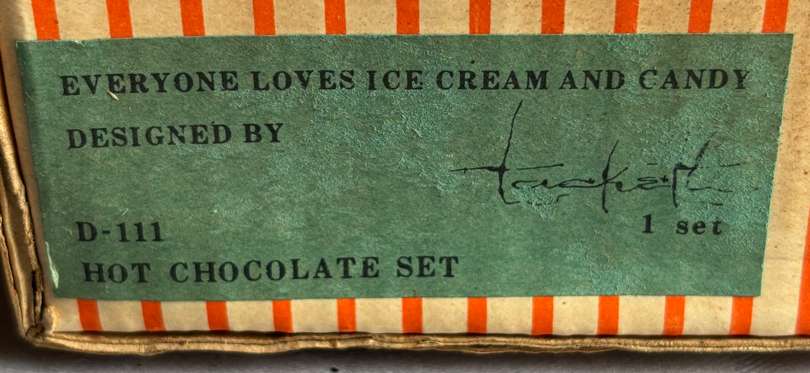 EVERYONE LOVES ICE CREAM AND CANDY
DESIGNED BY
D-111
1 set
HOT CHOCOLATE SET